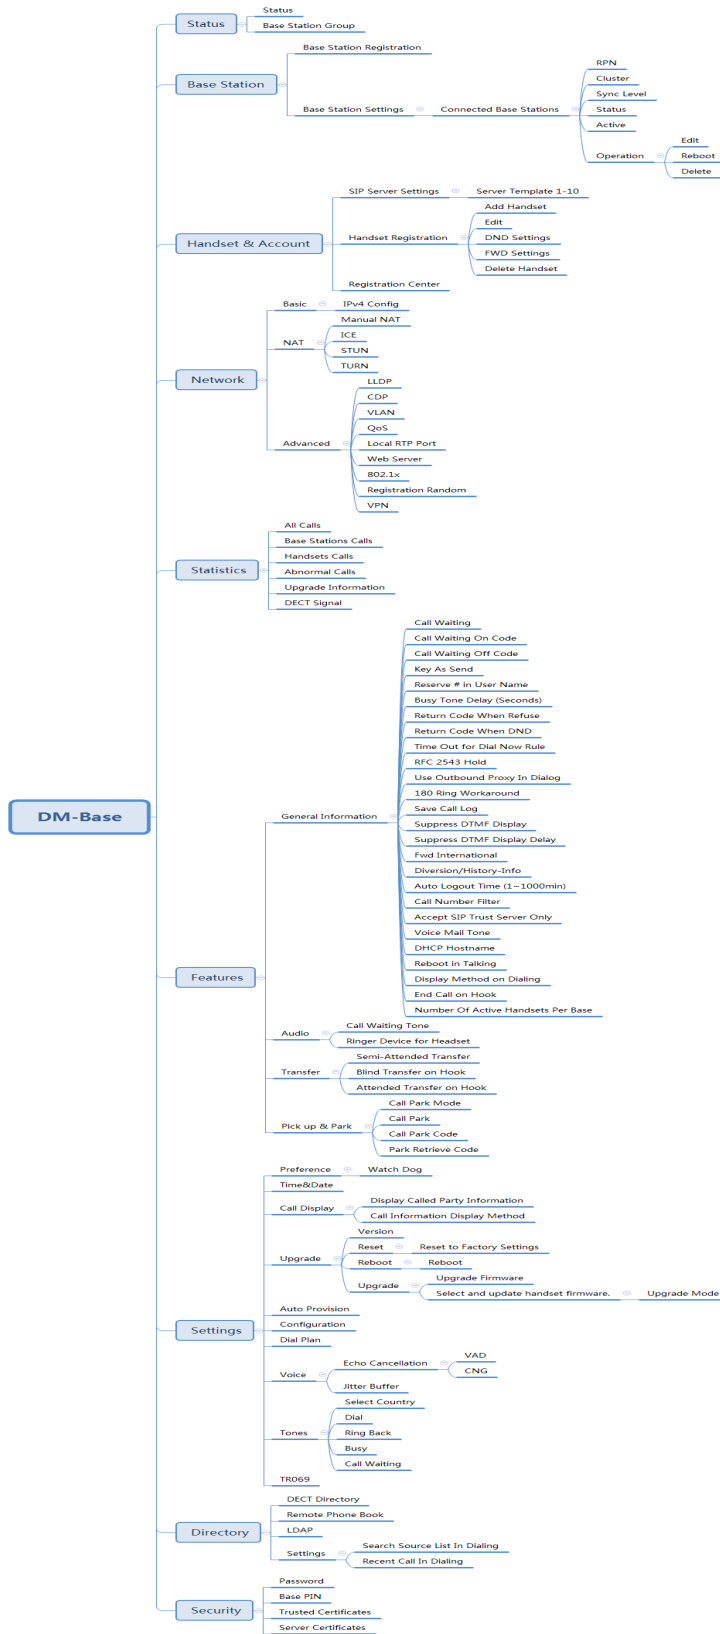 DM-Base
Status
Status
Base Station Group
Base Station
Base Station Registration
Base Station Settings
Connected Base Stations
RPN
Cluster
Sync Level
Status
Active
Operation
Edit
Reboot
Delete
Handset & Account
SIP Server Settings
Server Template 1-10
Handset Registration
Add Handset
Edit
DND Settings
FWD Settings
Delete Handset
Registration Center
Network
Basic
IPv4 Config
NAT
Manual NAT
ICE
STUN
TURN
Advanced
LLDP
CDP
VLAN
QoS
Local RTP Port
Web Server
802.1x
Registration Random
VPN
Statistics
All Calls
Base Stations Calls
Handsets Calls
Abnormal Calls
Upgrade Information
DECT Signal
Features
General Information
Call Waiting
Call Waiting On Code
Call Waiting Off Code
Key As Send
Reserve # in User Name
Busy Tone Delay (Seconds)
Return Code When Refuse
Return Code When DND
Time Out for Dial Now Rule
RFC 2543 Hold
Use Outbound Proxy In Dialog
180 Ring Workaround
Save Call Log
Suppress DTMF Display
Suppress DTMF Display Delay
Fwd International
Diversion/History-Info
Auto Logout Time (1~1000min)
Call Number Filter
Accept SIP Trust Server Only
Voice Mail Tone
DHCP Hostname
Reboot in Talking
Display Method on Dialing
End Call on Hook
Number Of Active Handsets Per Base
Audio
Call Waiting Tone
Ringer Device for Headset
Transfer
Semi-Attended Transfer
Blind Transfer on Hook
Attended Transfer on Hook
Pick up & Park
Call Park Mode
Call Park
Call Park Code
Park Retrieve Code
Settings
Preference
Watch Dog
Time&Date
Call Display
Display Called Party Information
Call Information Display Method
Upgrade
Version
Reset
Reset to Factory Settings
Reboot
Reboot
Upgrade
Upgrade Firmware
Select and update handset firmware.
Upgrade Mode
Auto Provision
Configuration
Dial Plan
Voice
Echo Cancellation
VAD
CNG
Jitter Buffer
Tones
Select Country
Dial
Ring Back
Busy
Call Waiting
TR069
Directory
DECT Directory
Remote Phone Book
LDAP
Settings
Search Source List In Dialing
Recent Call In Dialing
Security
Password
Base PIN
Trusted Certificates
Server Certificates